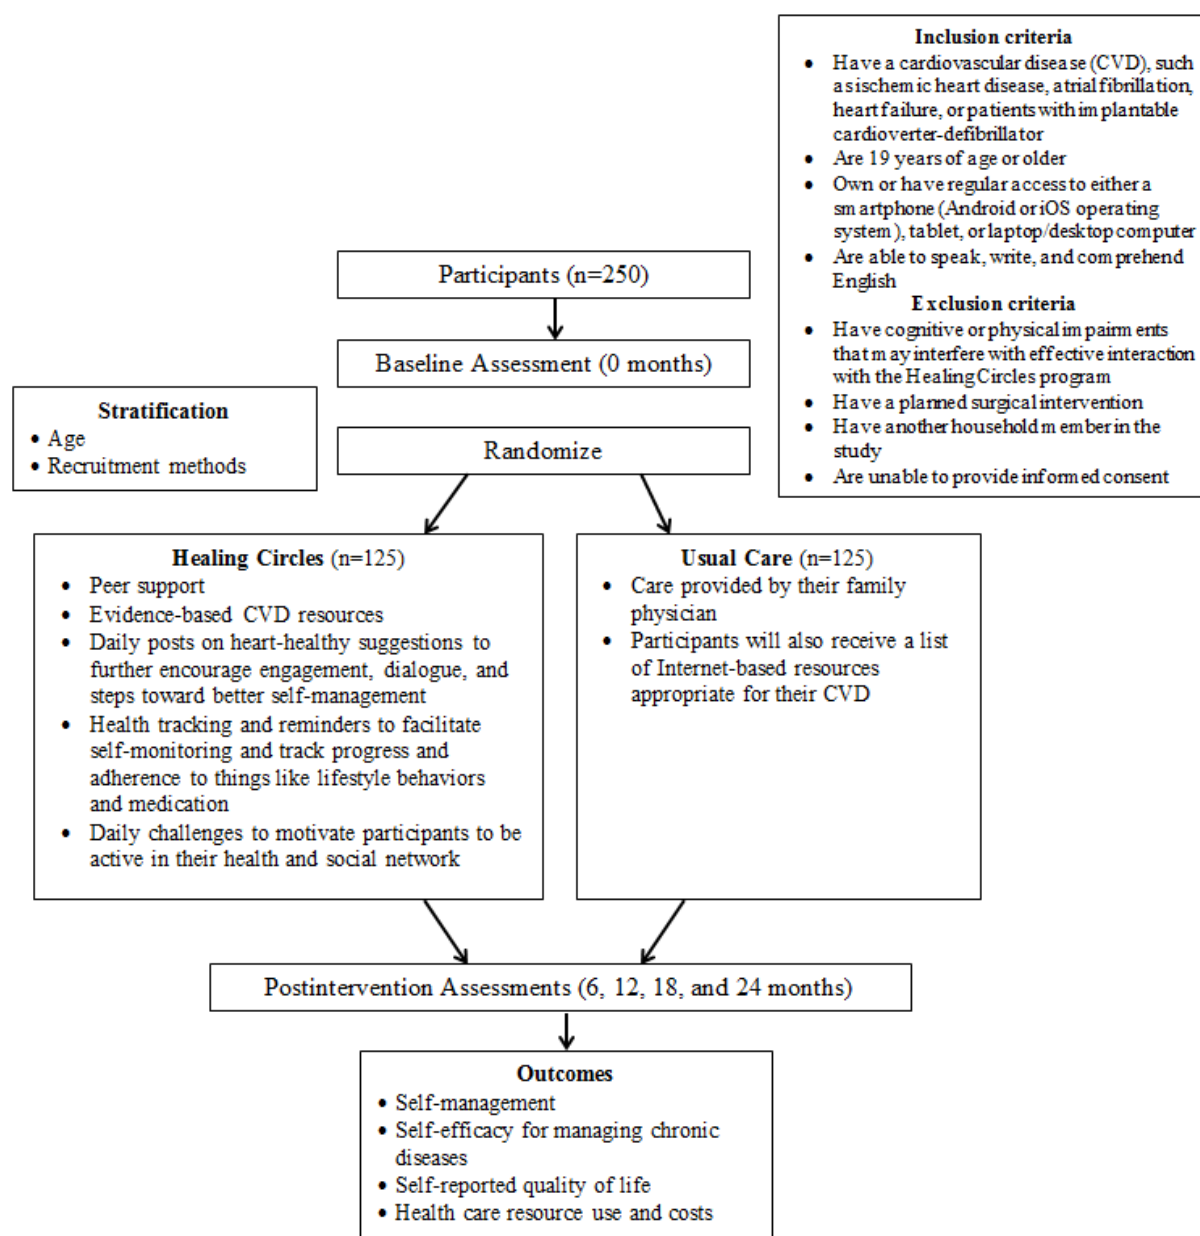 Inclusion criteria
• Have a cardiovascular disease (CVD), such
as ischemic heart disease, atrial fibrillation,
heart failure, or patients with implantable
cardioverter-defibrillator
• Are 19 years of age or older
• Own or have regular access to either a
smartphone (Android or iOS operating
system), tablet, or laptop/desktop computer
• Are able to speak, write, and comprehend
English
Exclusion criteria
• Have cognitive or physical impairments
that may interfere with effective interaction
with the Healing Circles program
• Have a planned surgical intervention
• Have another household member in the
study
• Are unable to provide informed consent
Participants (n=250)
Baseline Assessment (0 months)
Stratification
• Age
• Recruitment methods
Randomize
Healing Circles (n=125)
• Peer support
• Evidence-based CVD resources
• Daily posts on heart-healthy suggestions to
further encourage engagement, dialogue, and
steps toward better self-management
• Health tracking and reminders to facilitate
self-monitoring and track progress and
adherence to things like lifestyle behaviors
and medication
• Daily challenges to motivate participants to be
active in their health and social network
Usual Care (n=125)
• Care provided by their family
physician
• Participants will also receive a list
of Internet-based resources
appropriate for their CVD
Postintervention Assessments (6, 12, 18, and 24 months)
Outcomes
• Self-management
• Self-efficacy for managing chronic
diseases
• Self-reported quality of life
• Health care resource use and costs